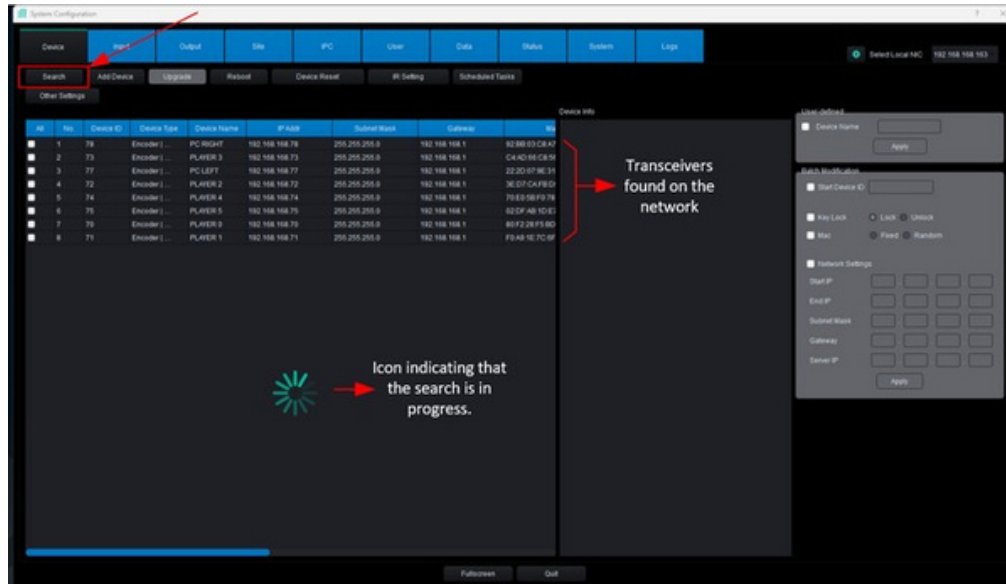 System Configuration
Device Input Output Site IPC User Data Status System Logs
Select Local NIC 192.168.168.163
Search Add Device Upgrade Reboot Device Reset IR Setting Scheduled Tasks
Other Settings
Device Info
User-defined
All No. Device ID Device Type Device Name IP Addr Subnet Mask Gateway
Device Name
Apply
1 78 Encoder | ... PC RIGHT 192.168.168.78 255.255.255.0 192.168.168.1
2 73 Encoder | ... PLAYER 3 192.168.168.73 255.255.255.0 192.168.168.1
3 77 Encoder | ... PC LEFT 192.168.168.77 255.255.255.0 192.168.168.1
4 72 Encoder | ... PLAYER 2 192.168.168.72 255.255.255.0 192.168.168.1
5 74 Encoder | ... PLAYER 4 192.168.168.74 255.255.255.0 192.168.168.1
6 75 Encoder | ... PLAYER 5 192.168.168.75 255.255.255.0 192.168.168.1
7 70 Encoder | ... PLAYER 0 192.168.168.70 255.255.255.0 192.168.168.1
8 71 Encoder | ... PLAYER 1 192.168.168.71 255.255.255.0 192.168.168.1
Transceivers
found on the
network
Batch Modification
Start Device ID
Key Lock Lock Unlock
Mac Fixed Random
Network Settings
Start IP
End IP
Subnet Mask
Gateway
Server IP
Apply
Icon indicating that
the search is in
progress.
Fullscreen Quit